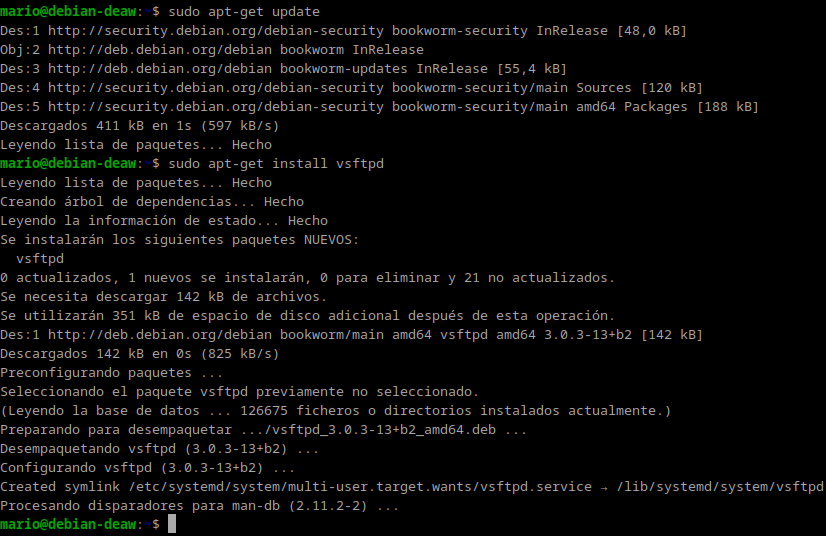 mario@debian-deaw:~$ sudo apt-get update
Des:1 http://security.debian.org/debian-security bookworm-security InRelease [48,0 kB]
Obj:2 http://deb.debian.org/debian bookworm InRelease
Des:3 http://deb.debian.org/debian bookworm-updates InRelease [55,4 kB]
Des:4 http://security.debian.org/debian-security bookworm-security/main Sources [120 kB]
Des:5 http://security.debian.org/debian-security bookworm-security/main amd64 Packages [188 kB]
Descargados 411 kB en 1s (597 kB/s)
Leyendo lista de paquetes... Hecho
mario@debian-deaw:~$ sudo apt-get install vsftpd
Leyendo lista de paquetes... Hecho
Creando árbol de dependencias... Hecho
Leyendo la información de estado... Hecho
Se instalarán los siguientes paquetes NUEVOS:
  vsftpd
0 actualizados, 1 nuevos se instalarán, 0 para eliminar y 21 no actualizados.
Se necesita descargar 142 kB de archivos.
Se utilizarán 351 kB de espacio de disco adicional después de esta operación.
Des:1 http://deb.debian.org/debian bookworm/main amd64 vsftpd amd64 3.0.3-13+b2 [142 kB]
Descargados 142 kB en 0s (825 kB/s)
Preconfigurando paquetes ...
Seleccionando el paquete vsftpd previamente no seleccionado.
(Leyendo la base de datos ... 126675 ficheros o directorios instalados actualmente.)
Preparando para desempaquetar .../vsftpd_3.0.3-13+b2_amd64.deb ...
Desempaquetando vsftpd (3.0.3-13+b2) ...
Configurando vsftpd (3.0.3-13+b2) ...
Created symlink /etc/systemd/system/multi-user.target.wants/vsftpd.service → /lib/systemd/system/vsftpd
Procesando disparadores para man-db (2.11.2-2) ...
mario@debian-deaw:~$